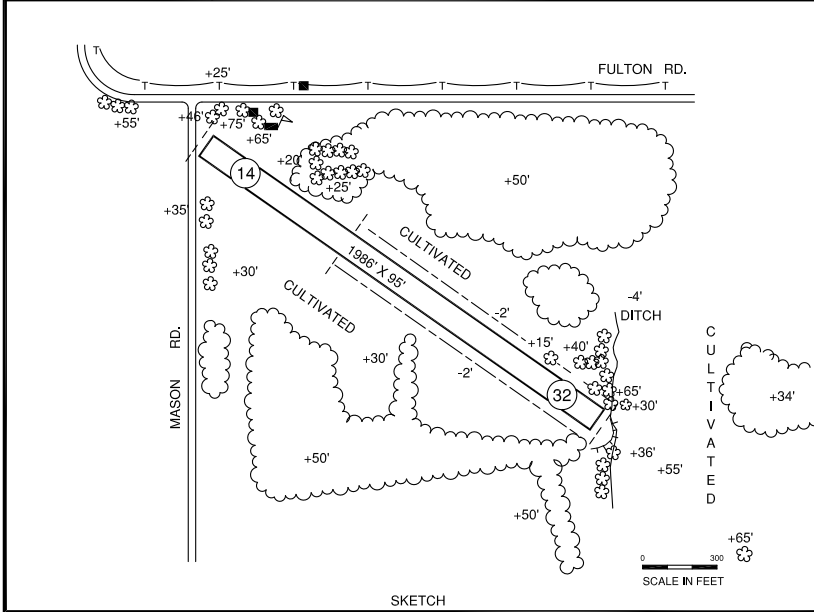 T
+25'
FULTON RD.
T T T T T T T T
+55'
+46'
+75'
+65'
+20'
+25'
+50'
14
+35'
CULTIVATED
1986' X 95'
+30'
CULTIVATED
-4'
DITCH
-2'
+15'
+40'
MASON RD.
+30'
-2'
32
+65'
+30'
+34'
CULTIVATED
+50'
+36'
+55'
+50'
+65'
0 300
SCALE IN FEET
SKETCH